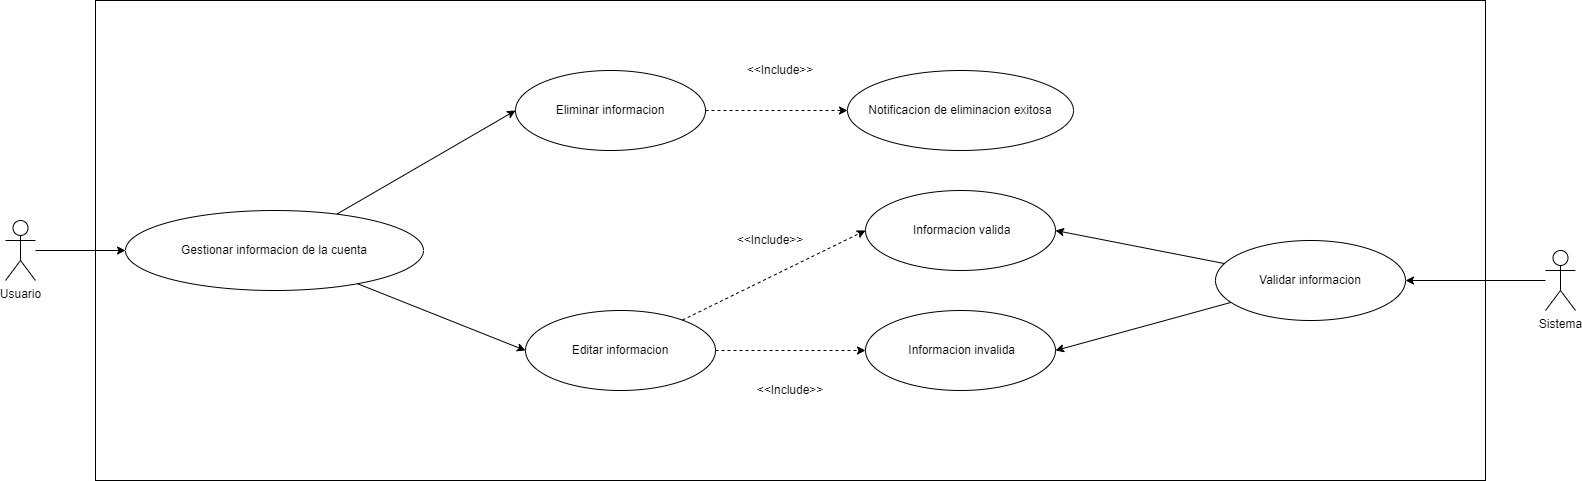 <<Include>>
Eliminar informacion
Notificacion de eliminacion exitosa
Gestionar informacion de la cuenta
<<Include>>
Informacion valida
Validar informacion
Usuario
Sistema
Editar informacion
Informacion invalida
<<Include>>